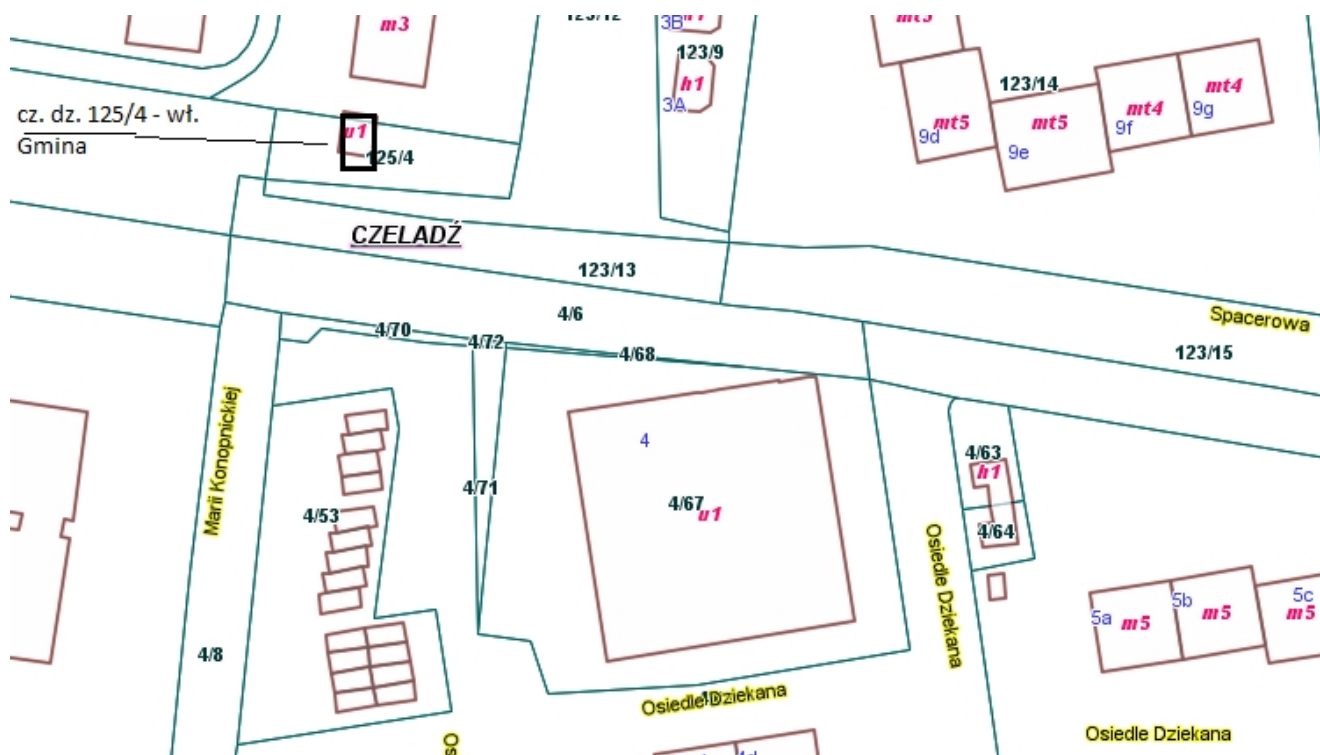 123/12
3B
m3
mt5
123/9
h1
3A
123/14
mt4
mt4
9g
9f
mt5
mt5
9d
9e
cz. dz. 125/4 - wł.
Gmina
u1
125/4
CZELADŹ
123/13
4/6
Spacerowa
123/15
4/70
4/72
4/68
Marii Konopnickiej
4
4/63
h1
4/71
4/67
u1
4/53
4/64
Osiedle Dziekana
5a
m5
5b
m5
5c
m5
4/8
Osiedle Dziekana
Osiedle Dziekana
Os